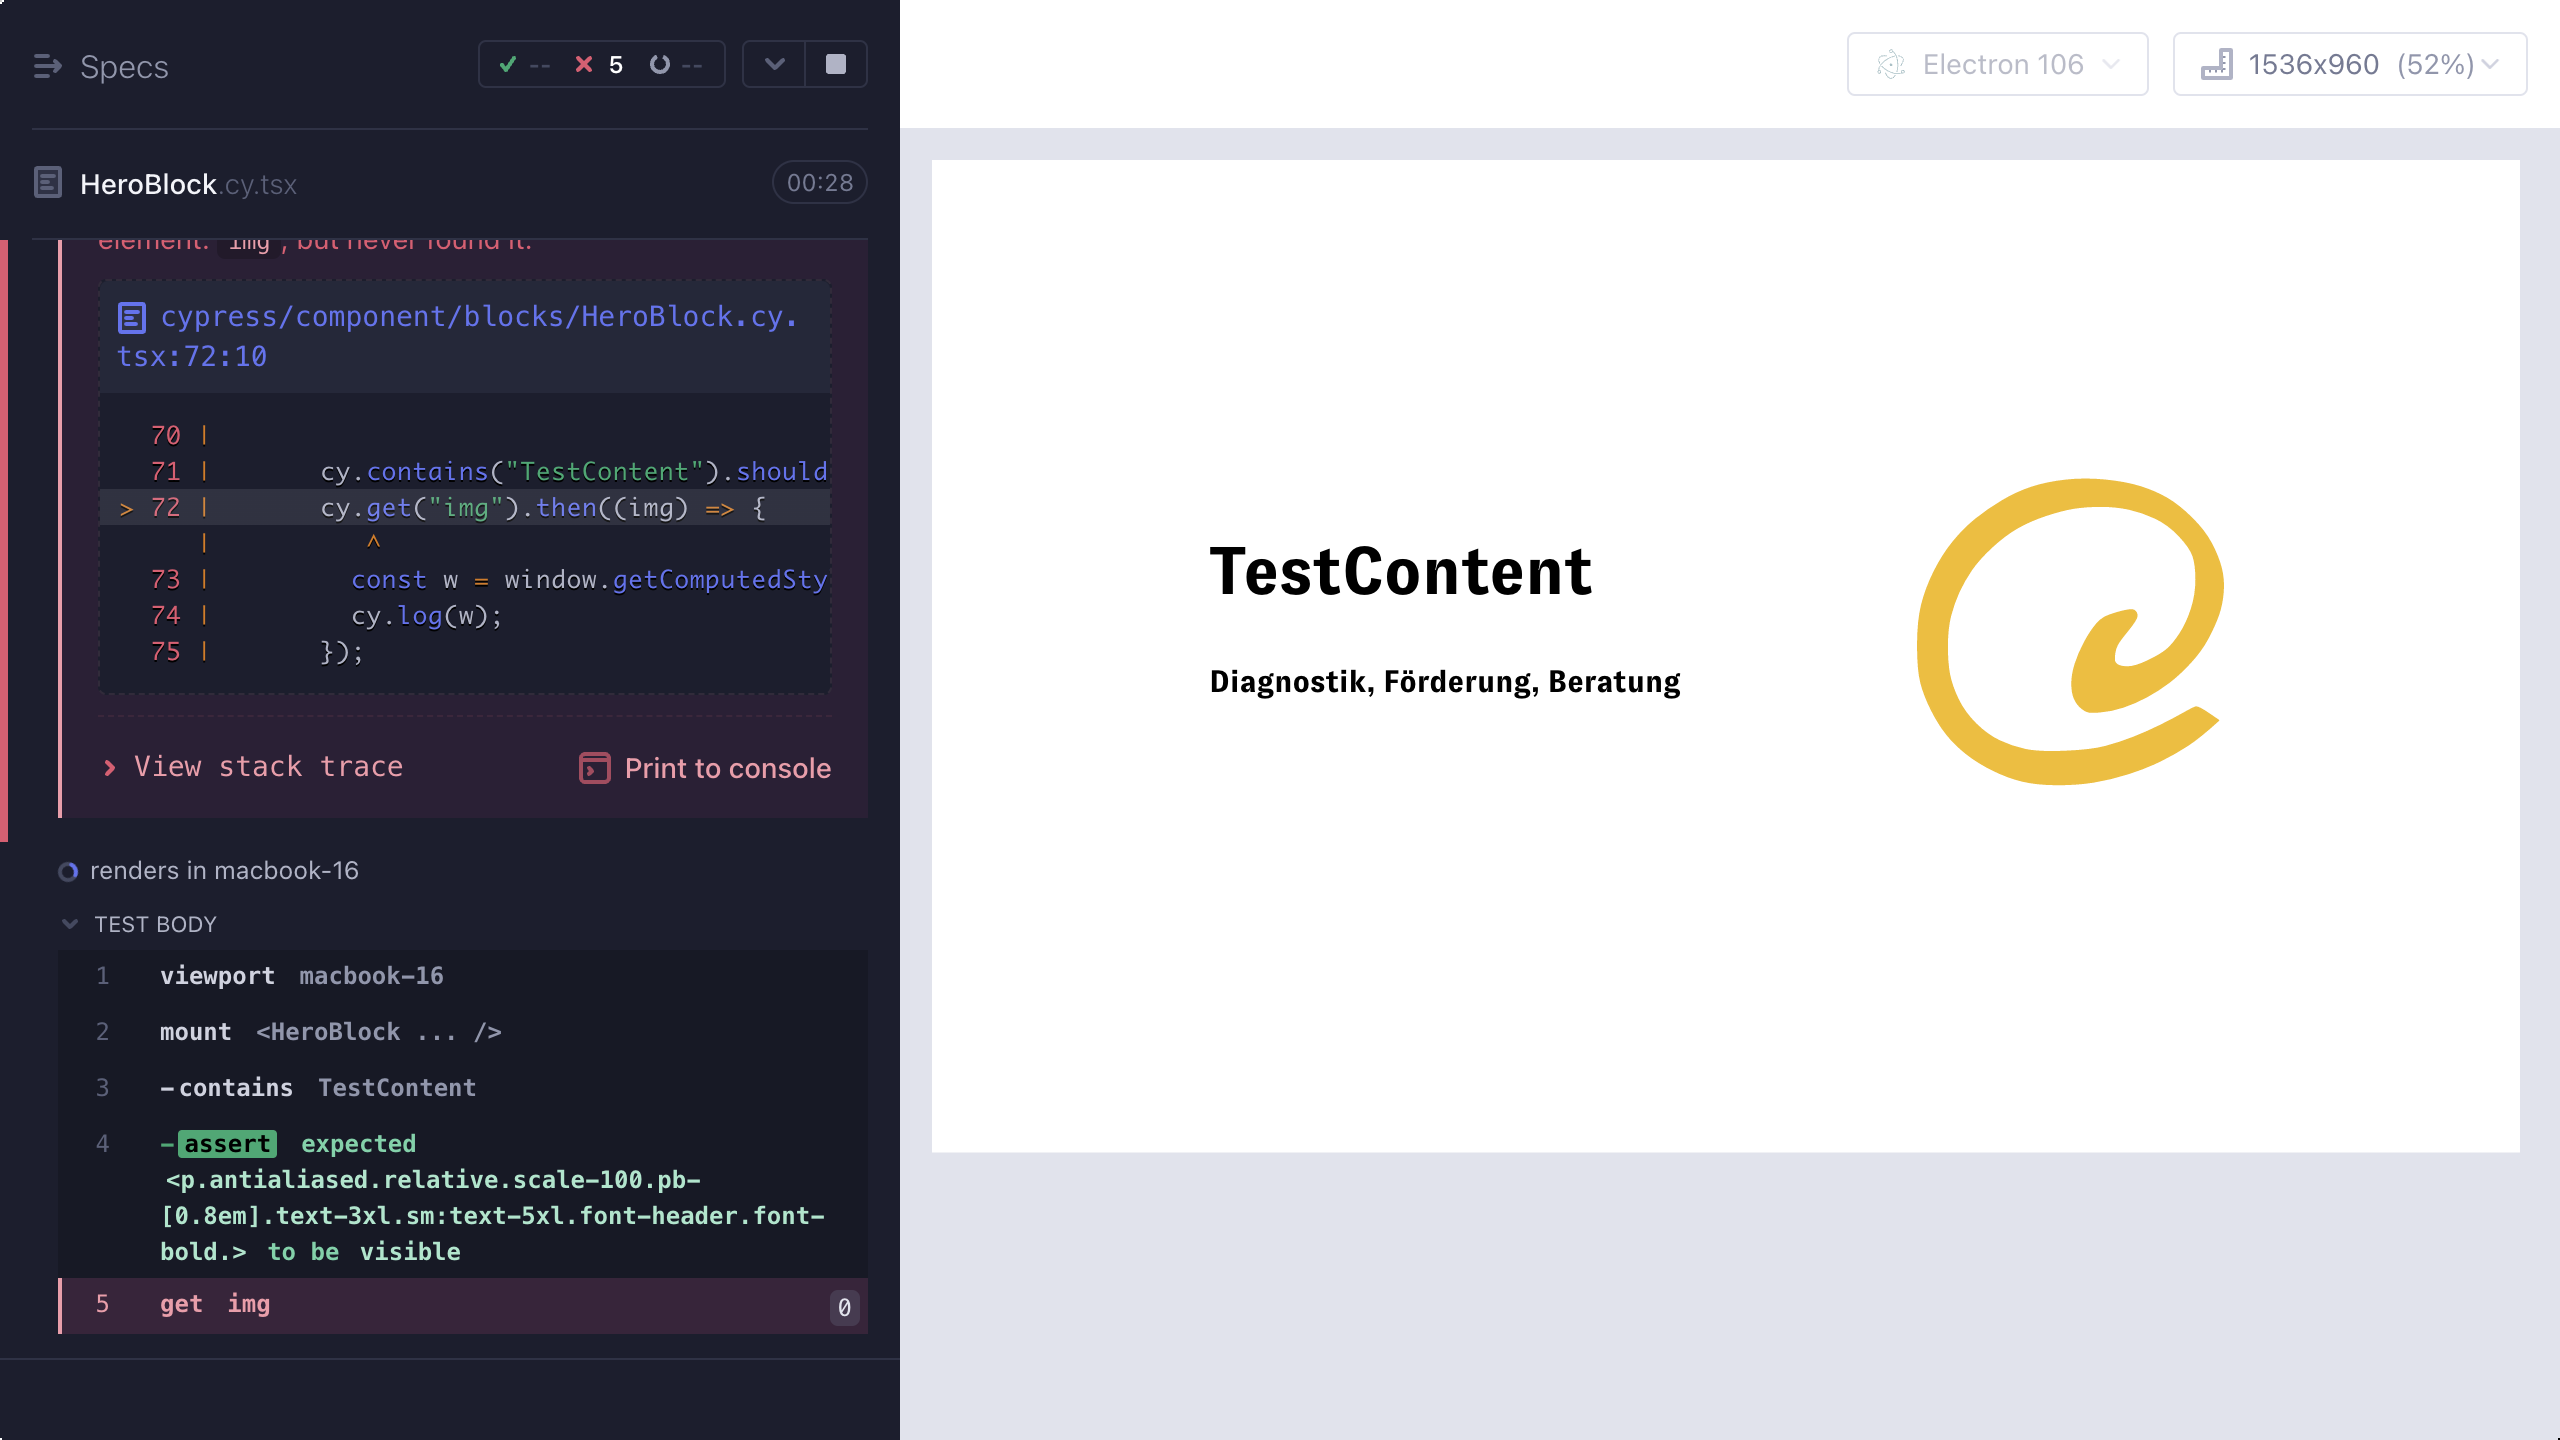 Specs
-- 5 --
HeroBlock.cy.tsx
00:28
element: img , but never found it.
cypress/component/blocks/HeroBlock.cy.
tsx:72:10
70 |
71 | cy.contains("TestContent").should
> 72 | cy.get("img").then((img) => {
| ^
73 | const w = window.getComputedSty
74 | cy.log(w);
75 | });
View stack trace
Print to console
renders in macbook-16
TEST BODY
1 viewport macbook-16
2 mount <HeroBlock ... />
3 -contains TestContent
4 -assert expected
<p.antialiased.relative.scale-100.pb-
[0.8em].text-3xl.sm:text-5xl.font-header.font-
bold.> to be visible
5 get img 0
Electron 106
1536x960 (52%)
TestContent
Diagnostik, Förderung, Beratung